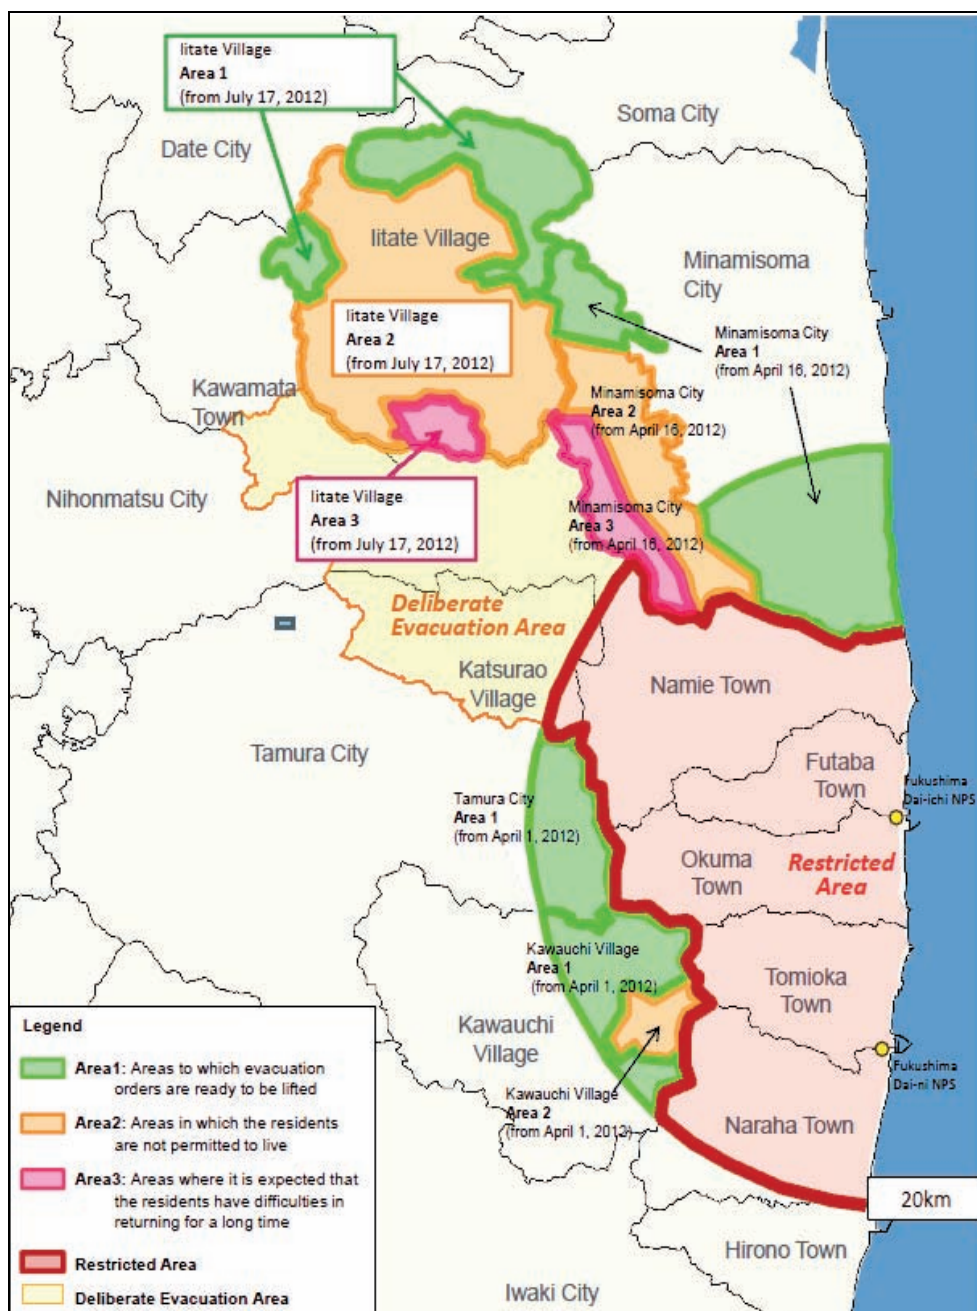 Iitate Village
Area 1
(from July 17, 2012)
Soma City
Date City
Iitate Village
Minamisoma
City
Iitate Village
Area 2
(from July 17, 2012)
Minamisoma City
Area 1
(from April 16, 2012)
Kawamata
Town
Minamisoma City
Area 2
(from April 16, 2012)
Nihonmatsu City
Iitate Village
Area 3
(from July 17, 2012)
Minamisoma City
Area 3
(from April 16, 2012)
Deliberate
Evacuation Area
Katsurao
Village
Namie Town
Tamura City
Futaba
Town
Fukushima
Dai-ichi NPS
Tamura City
Area 1
(from April 1, 2012)
Okuma
Town
Restricted
Area
Kawauchi Village
Area 1
(from April 1, 2012)
Tomioka
Town
Kawauchi
Village
Fukushima
Dai-ni NPS
Kawauchi Village
Area 2
(from April 1, 2012)
Naraha Town
20km
Hirono Town
Iwaki City
Legend
Area1: Areas to which evacuation
orders are ready to be lifted
Area2: Areas in which the residents
are not permitted to live
Area3: Areas where it is expected that
the residents have difficulties in
returning for a long time
Restricted Area
Deliberate Evacuation Area